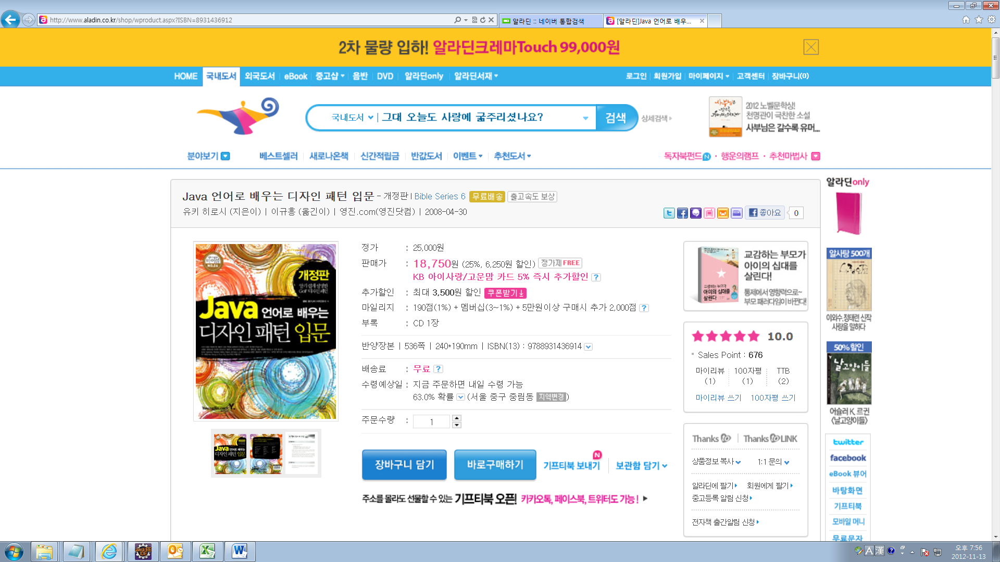 http://www.aladin.co.kr/shop/wproduct.aspx?ISBN=8931436912
알라딘 :: 네이버 통합검색
[알라딘]Java 언어로 배우...
2차 물량 입하! 알라딘크레마Touch 99,000원
HOME 국내도서 외국도서 eBook 중고샵 음반 DVD 알라딘only 알라딘서재
로그인 회원가입 마이페이지 고객센터 장바구니(0)
국내도서 그대 오늘도 사랑에 굶주리셨나요? 검색 상세검색
2012 노벨문학상!
천명관이 극찬한 소설
사부님은 갈수록 유머...
분야보기 베스트셀러 새로나온책 신간적립금 반값도서 이벤트 추천도서
독자북펀드 N · 행운의램프 · 추천마법사
Java 언어로 배우는 디자인 패턴 입문 - 개정판 l Bible Series 6 무료배송 출고속도 보상
유키 히로시 (지은이) | 이규흥 (옮긴이) | 영진.com(영진닷컴) | 2008-04-30
좋아요 0
개정판
Java 언어로 배우는
디자인 패턴 입문
정가 : 25,000원
판매가 : 18,750원 (25%, 6,250원 할인) 정가제 FREE
KB 아이사랑/고운맘 카드 5% 즉시 추가할인 ?
추가할인 : 최대 3,500원 할인 쿠폰받기↓
마일리지 : 190점(1%) + 멤버십(3~1%) + 5만원이상 구매시 추가 2,000점 ?
부록 : CD 1장
반양장본 | 536쪽 | 240*190mm | ISBN(13) : 9788931436914
배송료 : 무료 ?
수령예상일 : 지금 주문하면 내일 수령 가능
63.0% 확률 (서울 중구 중림동 지역변경)
주문수량 : 1
장바구니 담기 바로구매하기 기프티북 보내기 N 보관함 담기
주소를 몰라도 선물할 수 있는 기프티북 오픈! 카카오톡, 페이스북, 트위터도 가능!
교감하는 부모가
아이의 십대를
살린다!
통제에서 영향력으로~
부모 패러다임이 바뀐다!
10.0
Sales Point : 676
마이리뷰 100자평 TTB
(1) (1) (2)
마이리뷰 쓰기 100자평 쓰기
Thanks to Thanks to LINK
상품정보 복사 1:1 문의
알라딘에 팔기 회원에게 팔기
중고등록 알림 신청
전자책 출간알림 신청
알라딘only
알사탕 500개
이외수,정태련 신작
사랑을 말하다
50% 할인
날고양이들
어슐러 K. 르귄
〈날고양이들〉
twitter
facebook
eBook 뷰어
바탕화면
기프티북
모바일 머니
무료문자
Java EE
IDE
A 漢
오후 7:56
2012-11-13